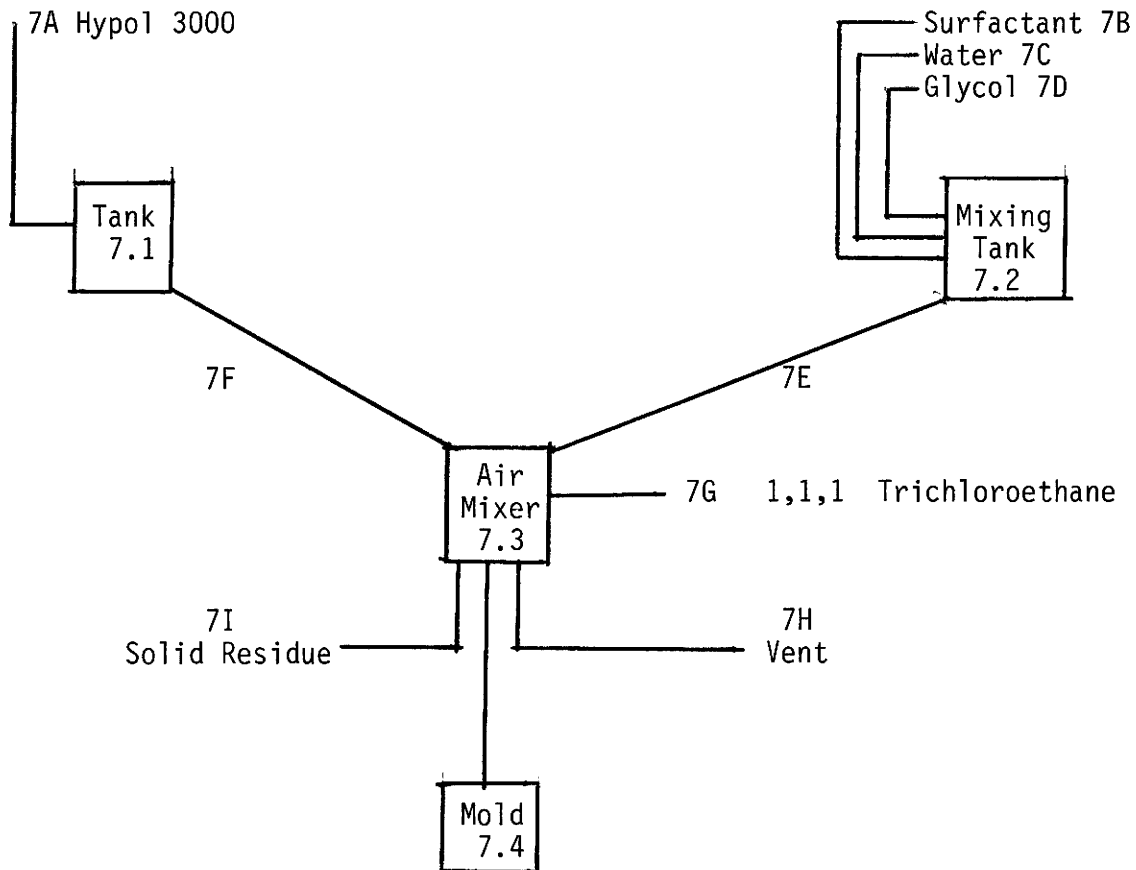 7A Hypol 3000
Surfactant 7B
Water 7C
Glycol 7D
Tank
7.1
Mixing
Tank
7.2
7F
7E
Air
Mixer
7.3
7G 1,1,1 Trichloroethane
7I
Solid Residue
7H
Vent
Mold
7.4